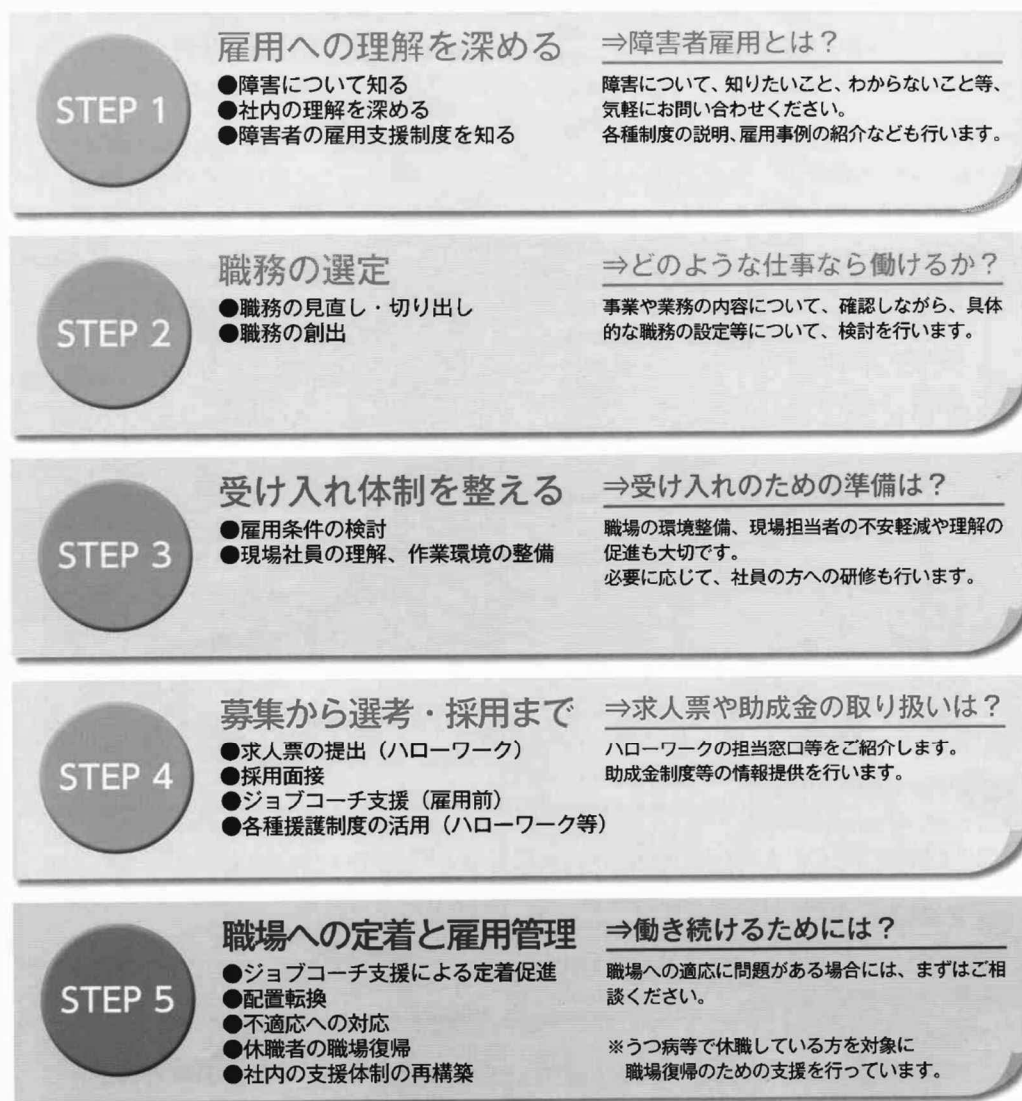 STEP 1
雇用への理解を深める
●障害について知る
●社内の理解を深める
●障害者の雇用支援制度を知る
⇒障害者雇用とは？
障害について、知りたいこと、わからないこと等、
気軽にお問い合わせください。
各種制度の説明、雇用事例の紹介なども行います。
STEP 2
職務の選定
●職務の見直し・切り出し
●職務の創出
⇒どのような仕事なら働けるか？
事業や業務の内容について、確認しながら、具体
的な職務の設定等について、検討を行います。
STEP 3
受け入れ体制を整える
●雇用条件の検討
●現場社員の理解、作業環境の整備
⇒受け入れのための準備は？
職場の環境整備、現場担当者の不安軽減や理解の
促進も大切です。
必要に応じて、社員の方への研修も行います。
STEP 4
募集から選考・採用まで
●求人票の提出（ハローワーク）
●採用面接
●ジョブコーチ支援（雇用前）
●各種援護制度の活用（ハローワーク等）
⇒求人票や助成金の取り扱いは？
ハローワークの担当窓口等をご紹介します。
助成金制度等の情報提供を行います。
STEP 5
職場への定着と雇用管理
●ジョブコーチ支援による定着促進
●配置転換
●不適応への対応
●休職者の職場復帰
●社内の支援体制の再構築
⇒働き続けるためには？
職場への適応に問題がある場合には、まずはご相
談ください。
※うつ病等で休職している方を対象に
職場復帰のための支援を行っています。